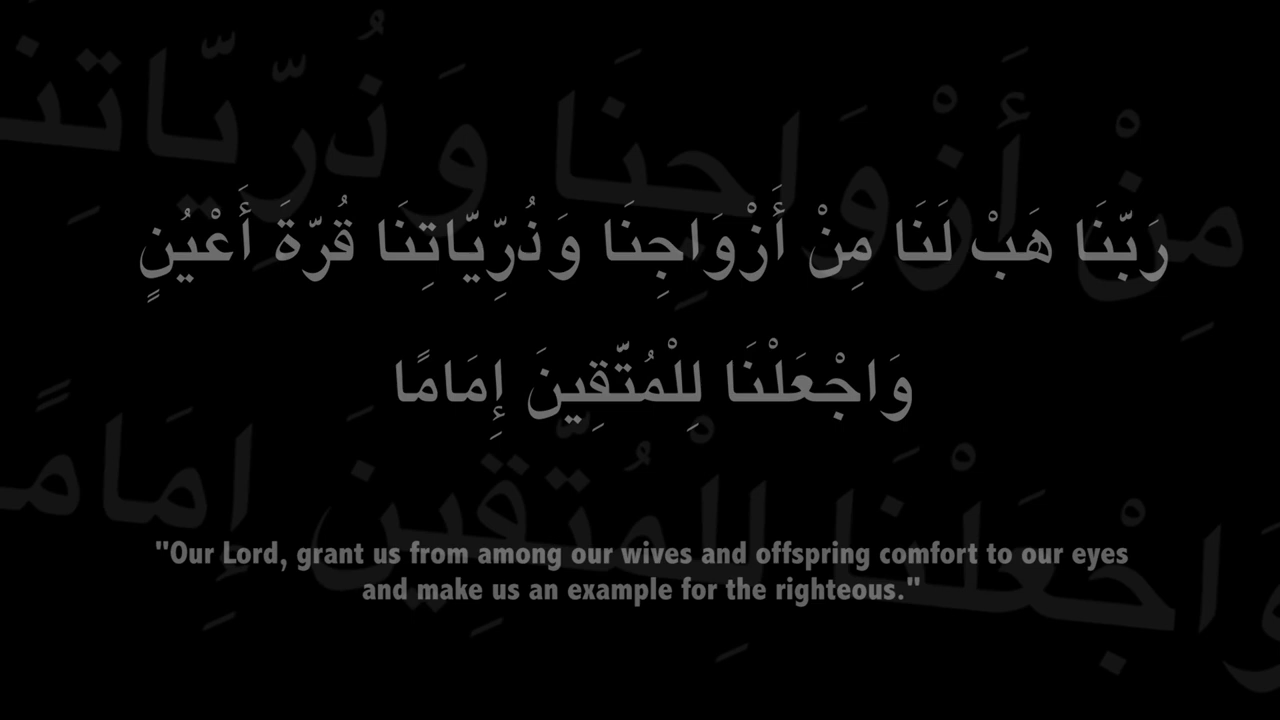 رَبّنَا هَبْ لَنَا مِنْ أَزْوَاجِنَا وَذُرِّيّاتِنَا قُرّةَ أَعْيُنٍ
وَاجْعَلْنَا لِلْمُتّقِينَ إِمَامًا
"Our Lord, grant us from among our wives and offspring comfort to our eyes
and make us an example for the righteous."